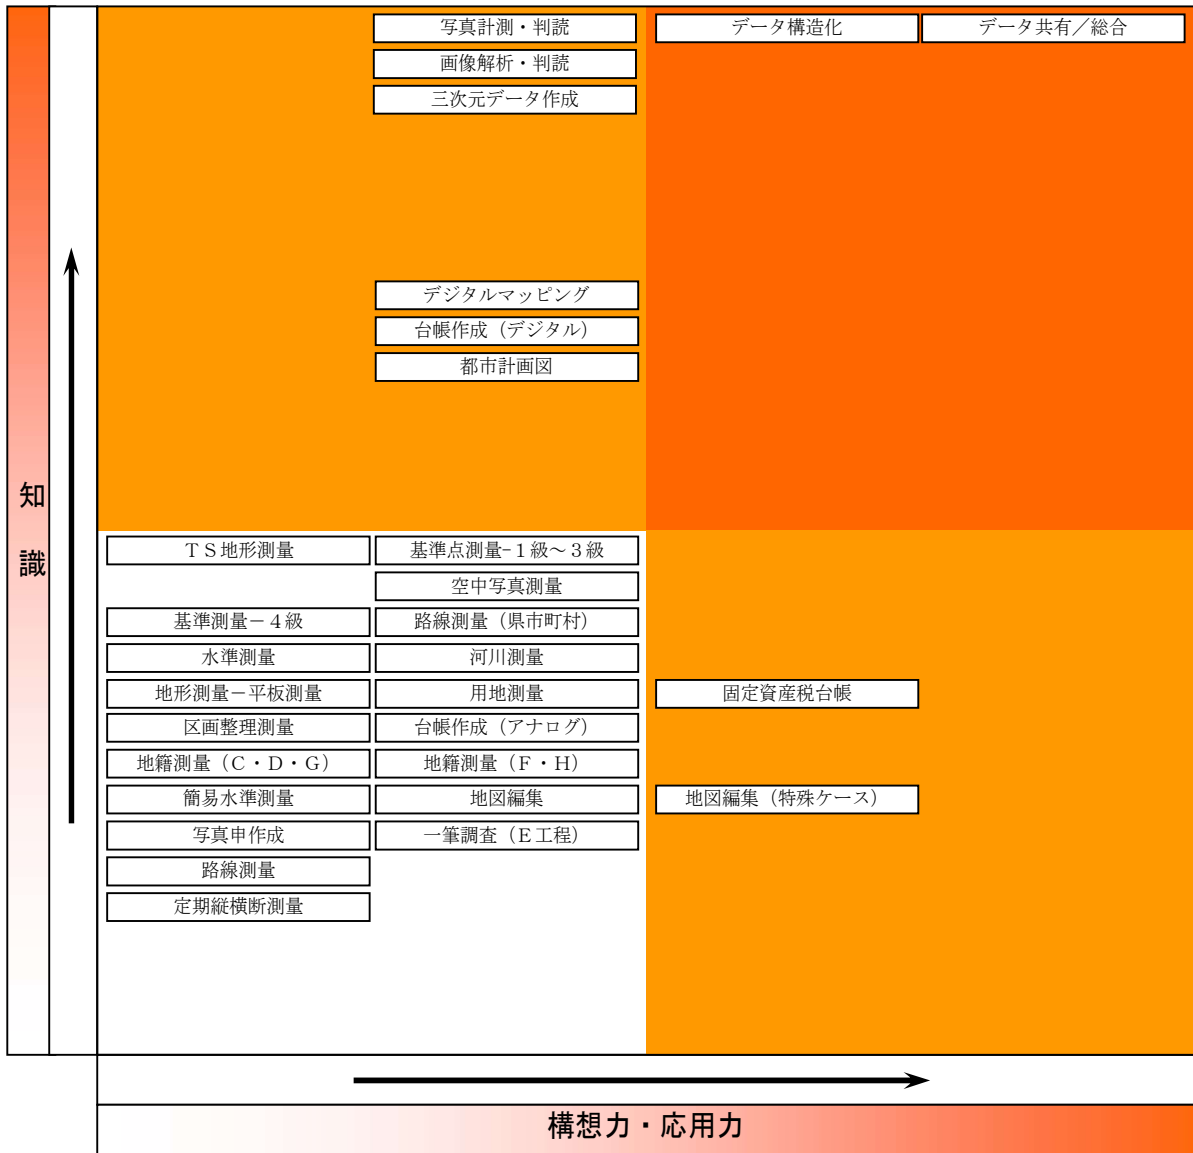 写真計測・判読
データ構造化
データ共有／総合
画像解析・判読
三次元データ作成
デジタルマッピング
台帳作成（デジタル）
都市計画図
知
識
ＴＳ地形測量
基準点測量-１級～３級
空中写真測量
基準測量－４級
路線測量（県市町村）
水準測量
河川測量
地形測量－平板測量
用地測量
固定資産税台帳
区画整理測量
台帳作成（アナログ）
地籍測量（Ｃ・Ｄ・Ｇ）
地籍測量（Ｆ・Ｈ）
簡易水準測量
地図編集
地図編集（特殊ケース）
写真申作成
一筆調査（Ｅ工程）
路線測量
定期縦横断測量
構想力・応用力